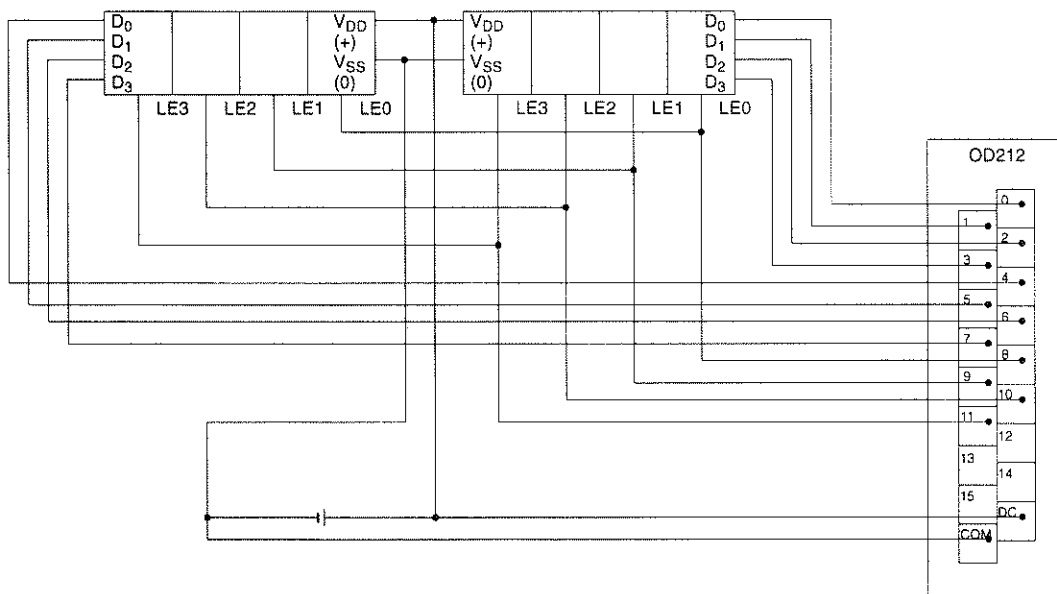 D0 VDD VDD D0
D1 (+) (+) D1
D2 VSS VSS D2
D3 (0) (0) D3
LE3 LE2 LE1 LE0 LE3 LE2 LE1 LE0
OD212
0
1
2
3
4
5
6
7
8
9
10
11
12
13
14
15
DC
COM